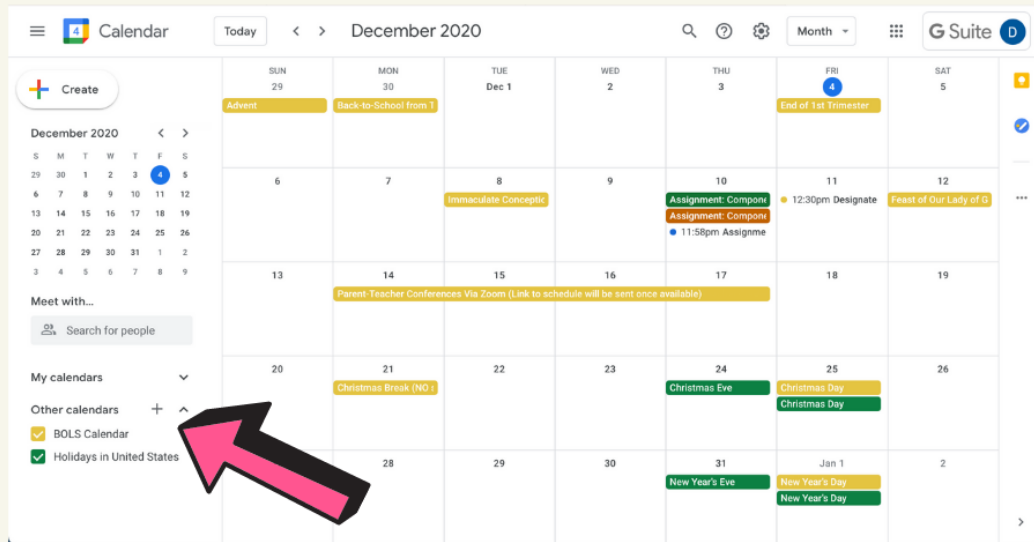 4 Calendar Today December 2020 Month G Suite D
Create
December 2020
S M T W T F S
29 30 1 2 3 4 5
6 7 8 9 10 11 12
13 14 15 16 17 18 19
20 21 22 23 24 25 26
27 28 29 30 31 1 2
3 4 5 6 7 8 9
Meet with...
Search for people
My calendars
Other calendars
BOLS Calendar
Holidays in United States
SUN MON TUE WED THU FRI SAT
29 30 Dec 1 2 3 4 5
Advent Back-to-School from T End of 1st Trimester
6 7 8 9 10 11 12
Immaculate Conceptic Assignment: Compone 12:30pm Designate Feast of Our Lady of G
Assignment: Compone
11:58pm Assignme
13 14 15 16 17 18 19
Parent-Teacher Conferences Via Zoom (Link to schedule will be sent once available)
20 21 22 23 24 25 26
Christmas Break (NO s Christmas Eve Christmas Day
Christmas Day
28 29 30 31 Jan 1 2
New Year's Eve New Year's Day
New Year's Day